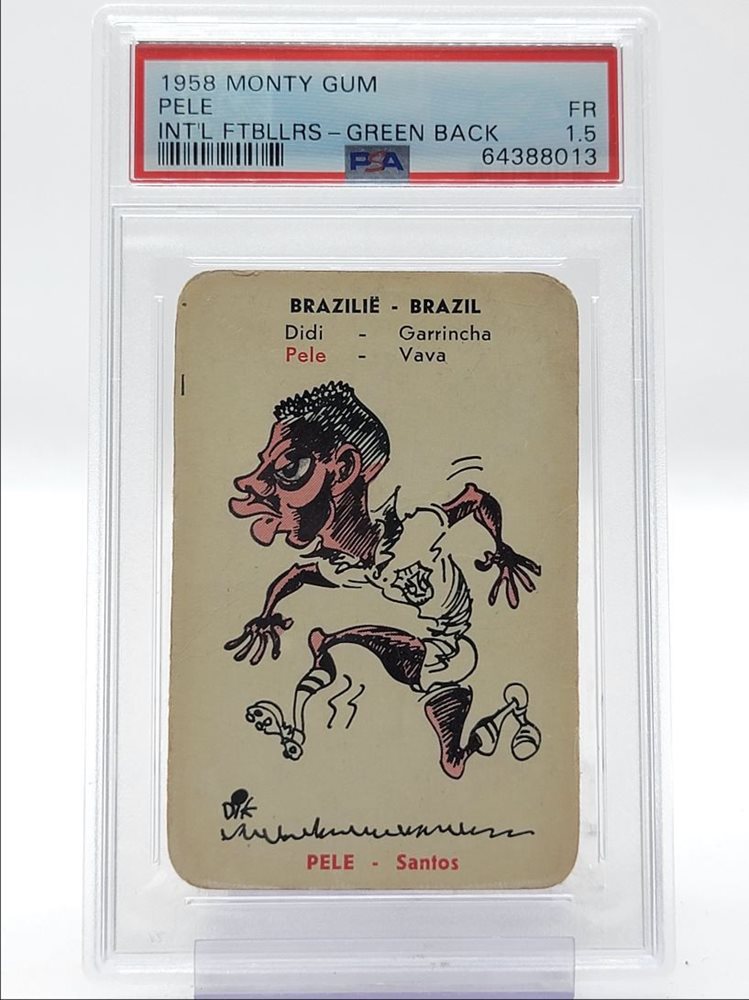 1958 MONTY GUM
PELE FR
INT'L FTBLLRS - GREEN BACK 1.5
PSA 64388013
BRAZILIË - BRAZIL
Didi - Garrincha
Pele - Vava
DIK
PELE - Santos